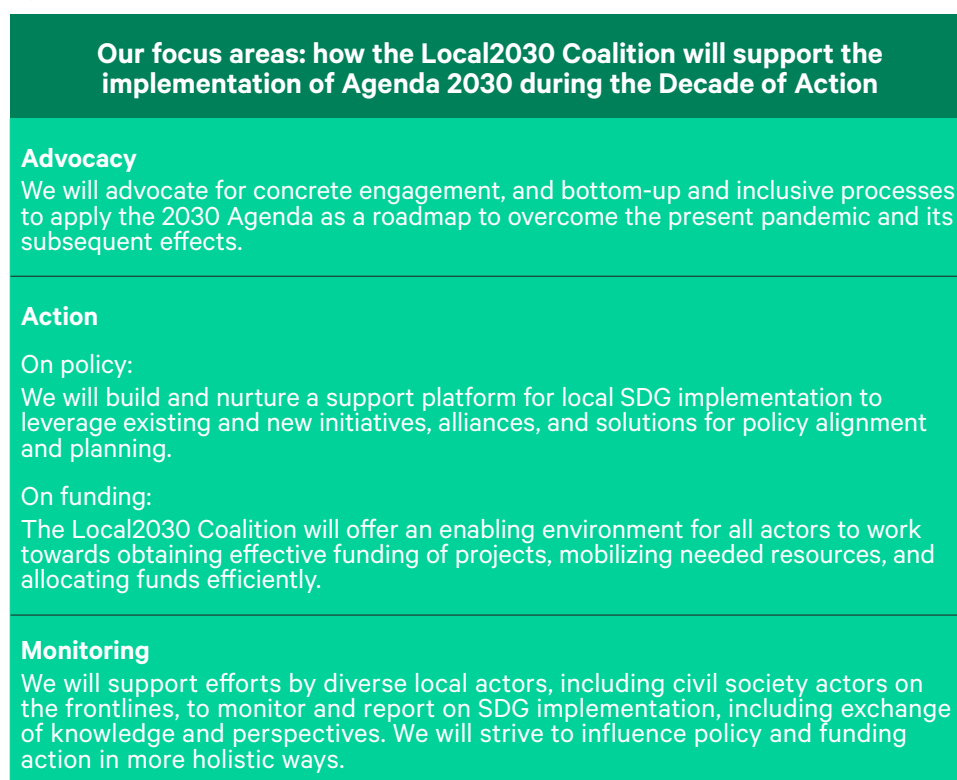 Our focus areas: how the Local2030 Coalition will support the
implementation of Agenda 2030 during the Decade of Action
Advocacy
We will advocate for concrete engagement, and bottom-up and inclusive processes
to apply the 2030 Agenda as a roadmap to overcome the present pandemic and its
subsequent effects.
Action
On policy:
We will build and nurture a support platform for local SDG implementation to
leverage existing and new initiatives, alliances, and solutions for policy alignment
and planning.
On funding:
The Local2030 Coalition will offer an enabling environment for all actors to work
towards obtaining effective funding of projects, mobilizing needed resources, and
allocating funds efficiently.
Monitoring
We will support efforts by diverse local actors, including civil society actors on
the frontlines, to monitor and report on SDG implementation, including exchange
of knowledge and perspectives. We will strive to influence policy and funding
action in more holistic ways.